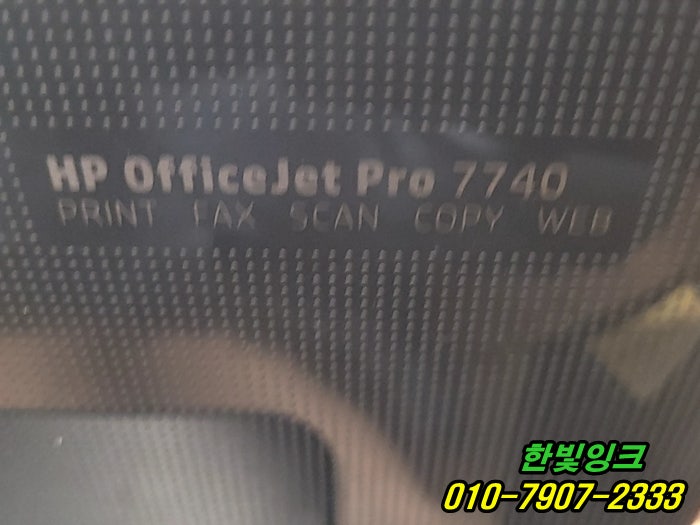 HP OfficeJet Pro 7740
PRINT FAX SCAN COPY WEB
한빛잉크
010-7907-2333